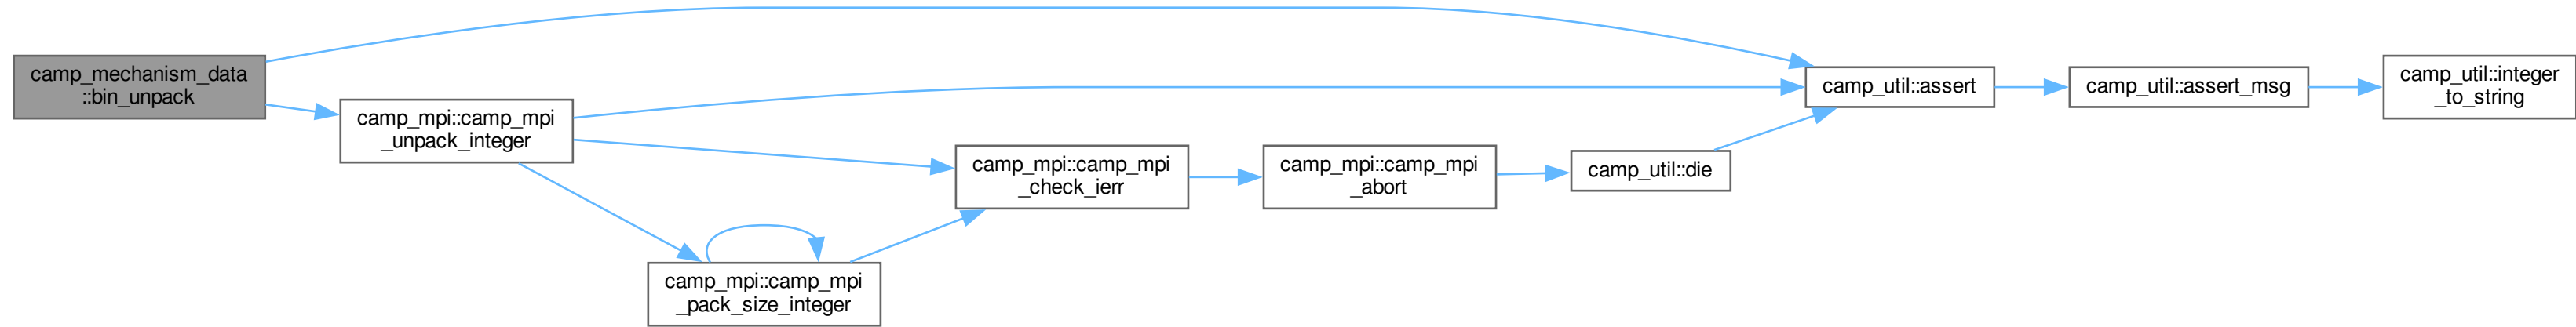 camp_mechanism_data
::bin_unpack
camp_mpi::camp_mpi
_unpack_integer
camp_mpi::camp_mpi
_pack_size_integer
camp_mpi::camp_mpi
_check_ierr
camp_mpi::camp_mpi
_abort
camp_util::die
camp_util::assert
camp_util::assert_msg
camp_util::integer
_to_string